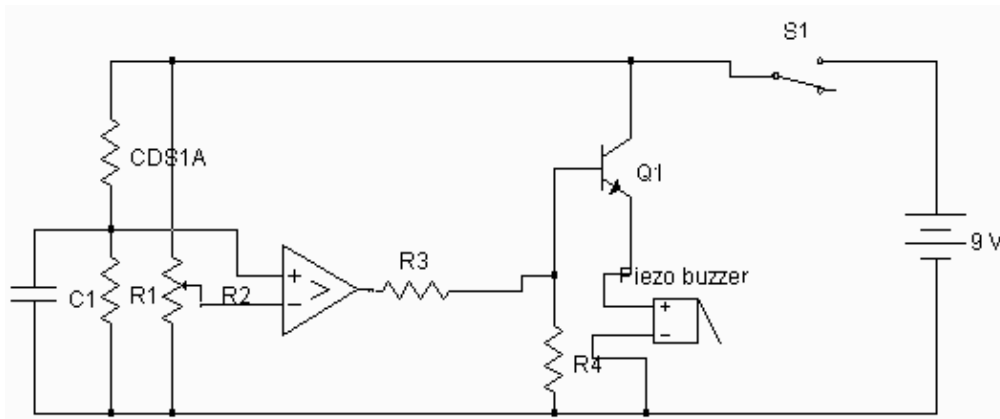 S1
CDS1A
Q1
9 V
R3
Piezo buzzer
C1
R1
R2
+
−
>
+
−
R4